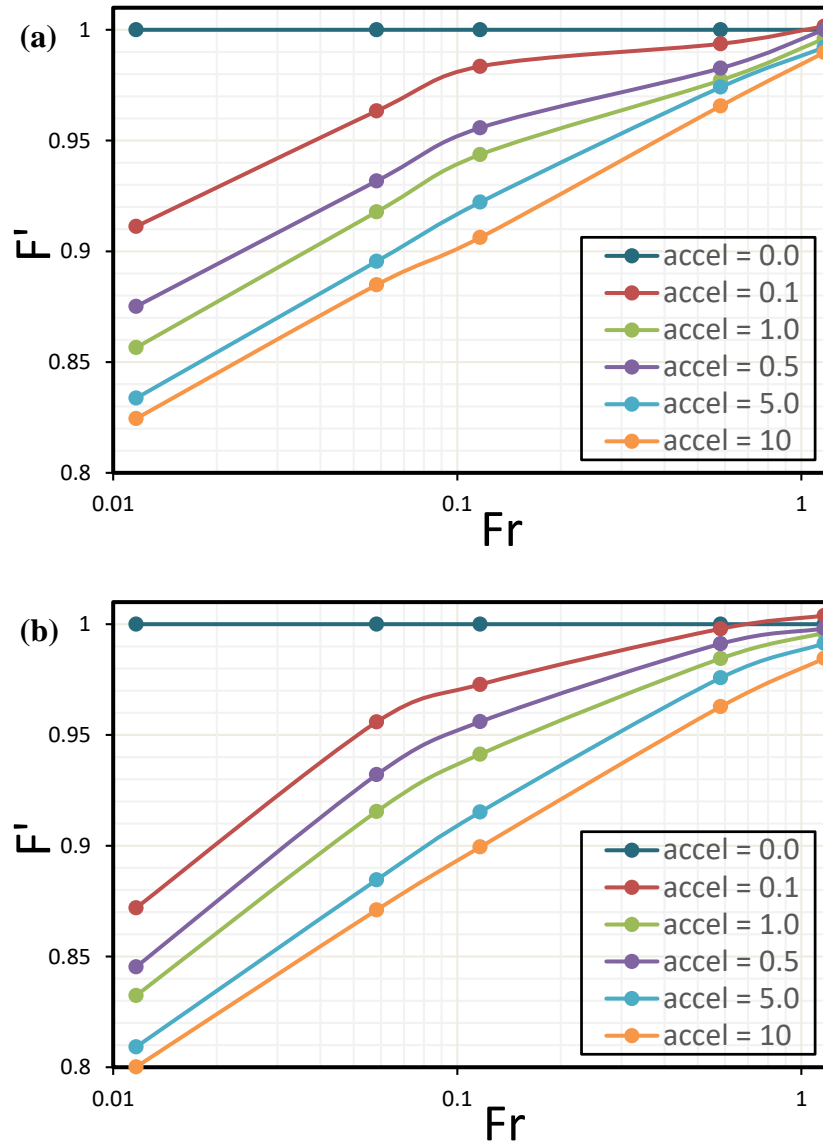 (a)
1
0.95
0.9
0.85
0.8
F'
accel = 0.0
accel = 0.1
accel = 1.0
accel = 0.5
accel = 5.0
accel = 10
0.01
0.1
1
Fr
(b)
1
0.95
0.9
0.85
0.8
F'
accel = 0.0
accel = 0.1
accel = 1.0
accel = 0.5
accel = 5.0
accel = 10
0.01
0.1
1
Fr